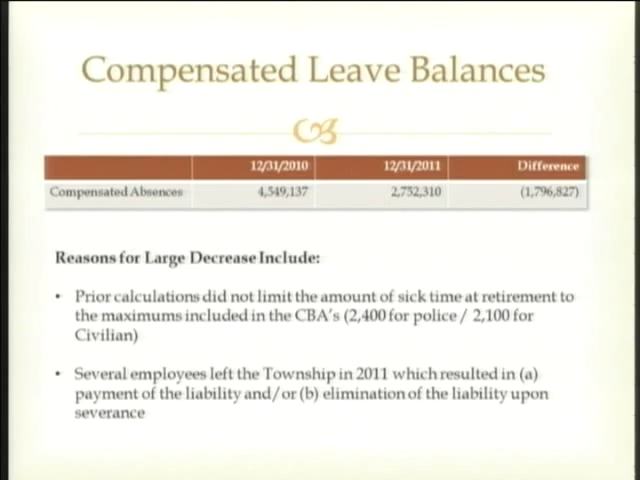 Compensated Leave Balances
12/31/2010 12/31/2011 Difference
Compensated Absences 4,549,137 2,752,310 (1,796,827)
Reasons for Large Decrease Include:
• Prior calculations did not limit the amount of sick time at retirement to
the maximums included in the CBA's (2,400 for police / 2,100 for
Civilian)
• Several employees left the Township in 2011 which resulted in (a)
payment of the liability and/or (b) elimination of the liability upon
severance